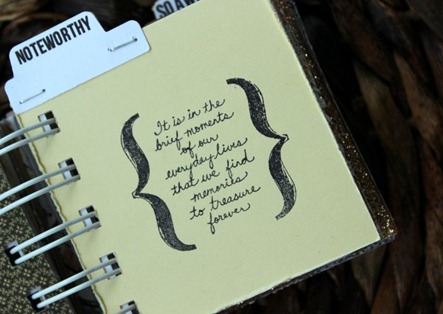 NOTEWORTHY
It is in the
brief moments
of our
everyday lives
that we find
memories
to treasure
forever